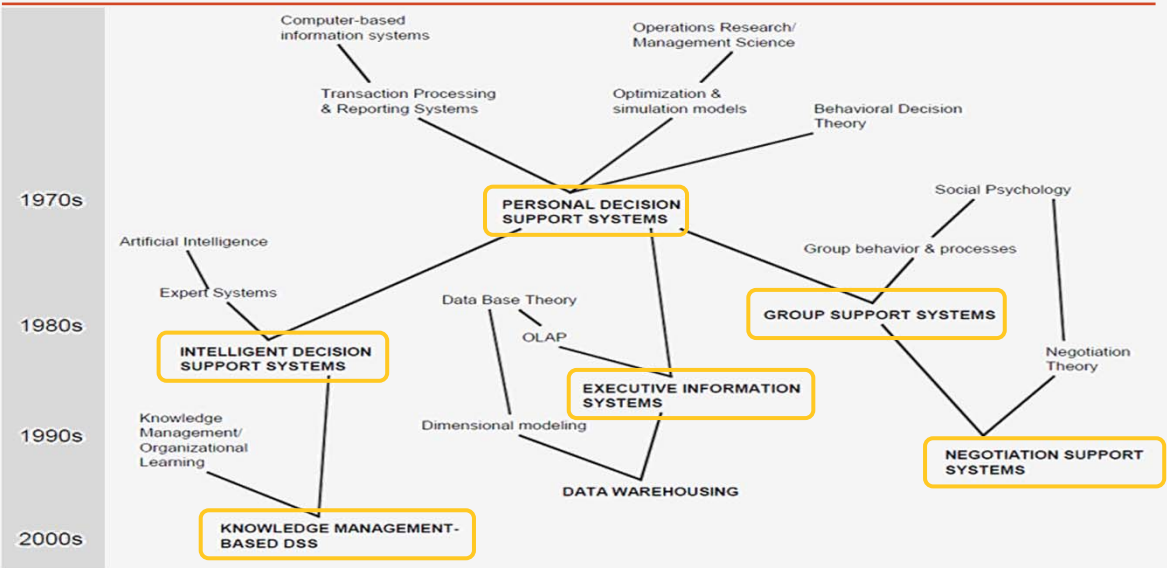 Computer-based
information systems
Operations Research/
Management Science
Transaction Processing
& Reporting Systems
Optimization &
simulation models
Behavioral Decision
Theory
1970s
PERSONAL DECISION
SUPPORT SYSTEMS
Social Psychology
Artificial Intelligence
Group behavior & processes
Expert Systems
Data Base Theory
1980s
GROUP SUPPORT SYSTEMS
OLAP
INTELLIGENT DECISION
SUPPORT SYSTEMS
Negotiation
Theory
EXECUTIVE INFORMATION
SYSTEMS
Knowledge
Management/
Organizational
Learning
Dimensional modeling
1990s
NEGOTIATION SUPPORT
SYSTEMS
DATA WAREHOUSING
KNOWLEDGE MANAGEMENT-
BASED DSS
2000s